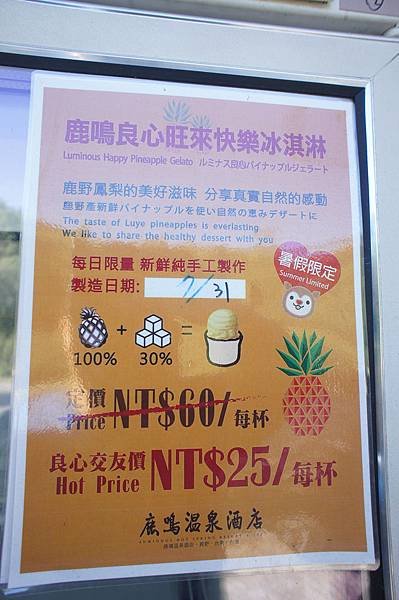 鹿鳴良心旺來快樂冰淇淋
Luminous Happy Pineapple Gelato ルミナス良心パイナップルジェラート
鹿野鳳梨的美好滋味 分享真實自然的感動
鹿野產新鮮パイナップルを使い自然の恵みデザートに
The taste of Luye pineapples is everlasting
We like to share the healthy dessert with you
暑假限定
Summer Limited
每日限量 新鮮純手工製作
製造日期: 7/31
+ =
100% 30%
定價
Price NT$60/每杯
良心交友價
Hot Price NT$25/每杯
鹿鳴温泉酒店